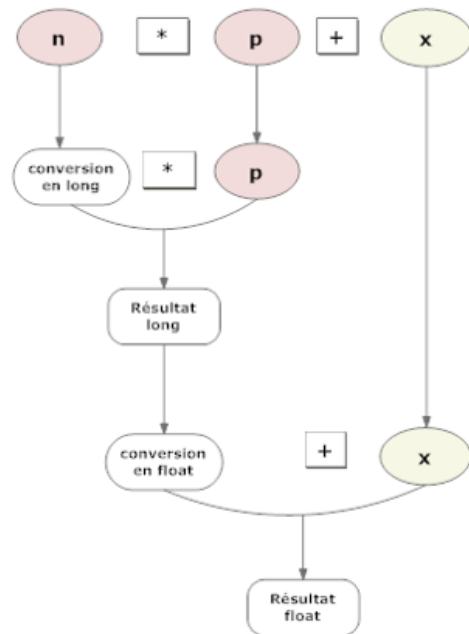 n * p + x
conversion
en long
* p
Résultat
long
conversion
en float
+ x
Résultat
float